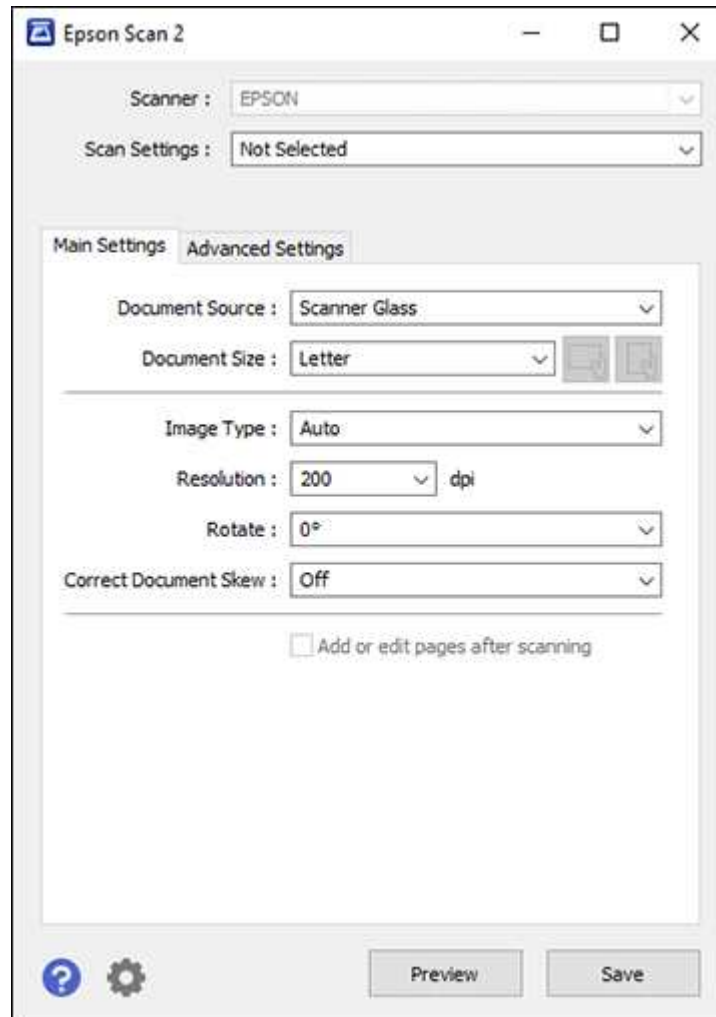 Epson Scan 2
Scanner : EPSON
Scan Settings : Not Selected
Main Settings Advanced Settings
Document Source : Scanner Glass
Document Size : Letter
Image Type : Auto
Resolution : 200 dpi
Rotate : 0°
Correct Document Skew : Off
Add or edit pages after scanning
? Preview Save